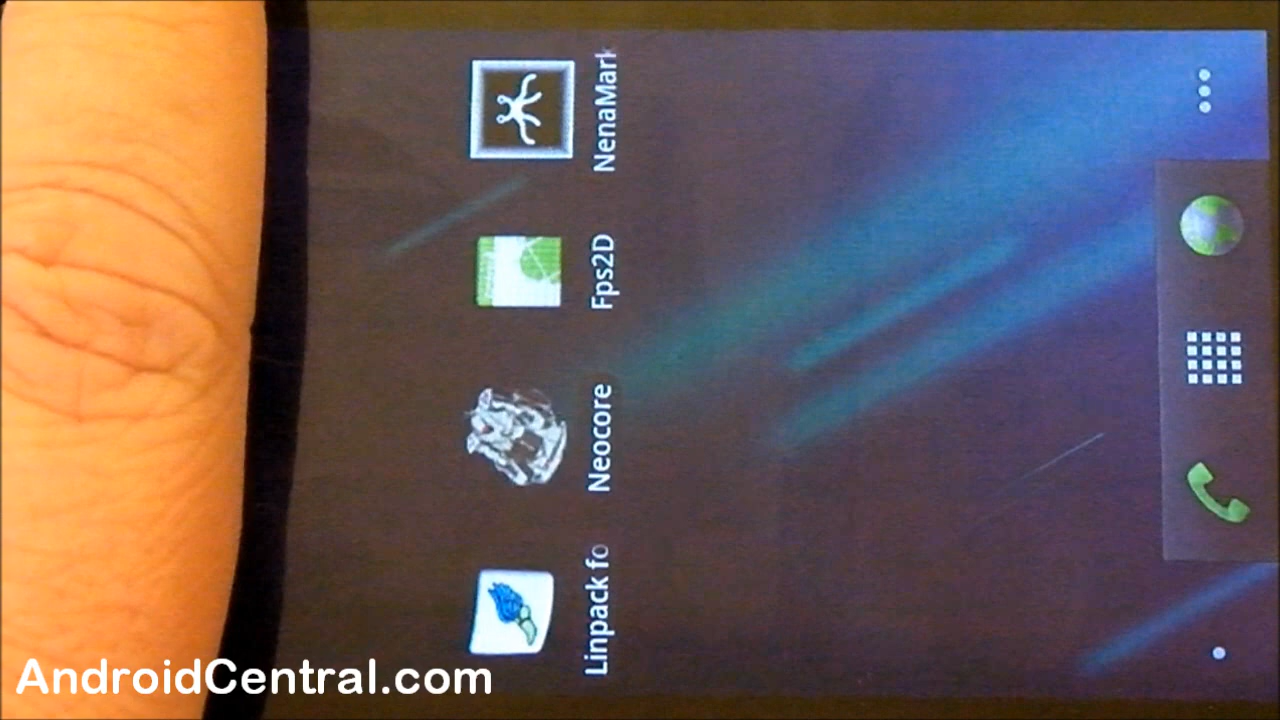 Linpack fo
Neocore
Fps2D
NenaMark
AndroidCentral.com